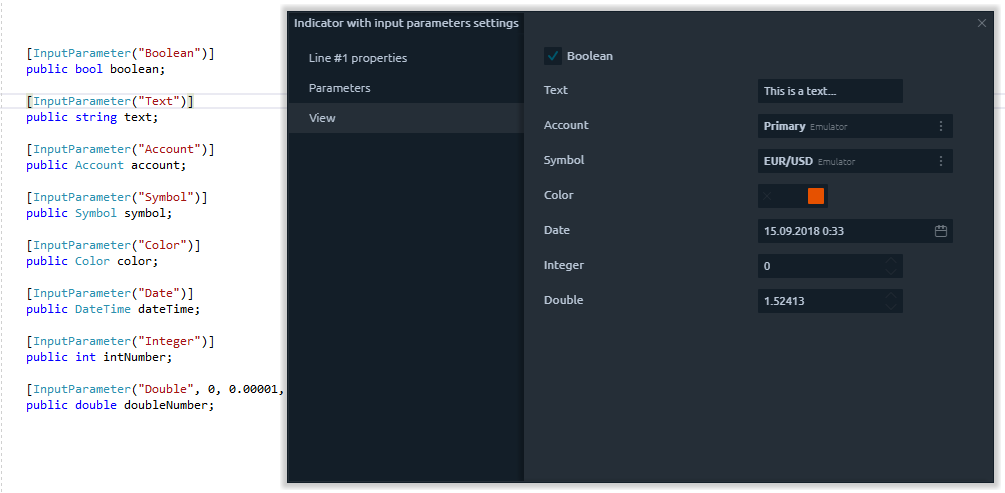 [InputParameter("Boolean")]
public bool boolean;
[InputParameter("Text")]
public string text;
[InputParameter("Account")]
public Account account;
[InputParameter("Symbol")]
public Symbol symbol;
[InputParameter("Color")]
public Color color;
[InputParameter("Date")]
public DateTime dateTime;
[InputParameter("Integer")]
public int intNumber;
[InputParameter("Double", 0, 0.00001,
public double doubleNumber;
Indicator with input parameters settings
Line #1 properties
Parameters
View
Boolean
Text This is a text...
Account Primary Emulator
Symbol EUR/USD Emulator
Color
Date 15.09.2018 0:33
Integer 0
Double 1.52413